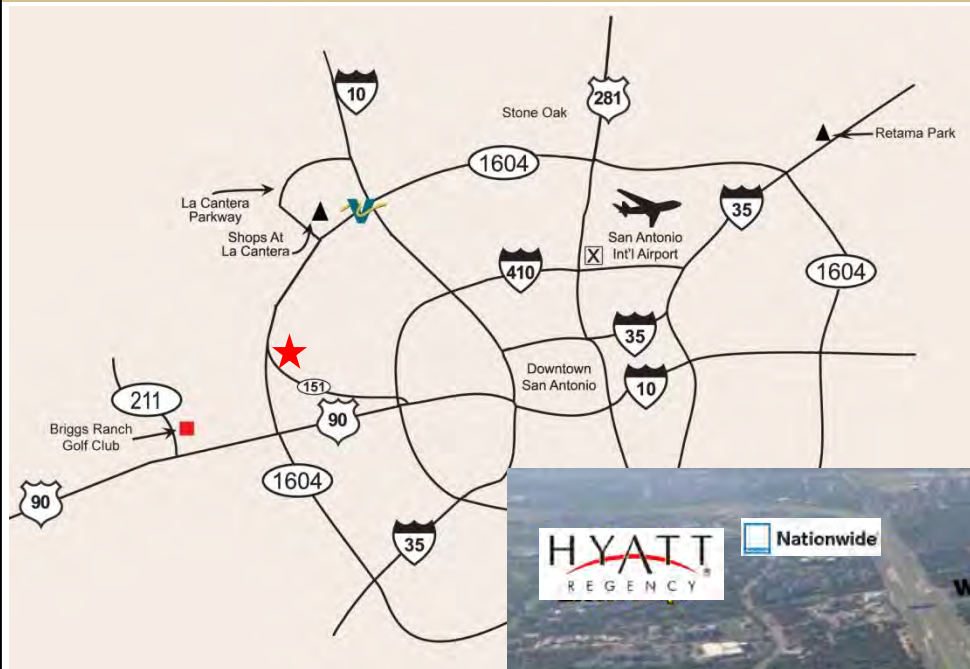 10
281
Stone Oak
Retama Park
1604
La Cantera
Parkway
V
35
Shops At
La Cantera
San Antonio
Int'l Airport
X
410
1604
35
Downtown
San Antonio
10
151
211
90
Briggs Ranch
Golf Club
1604
90
35
HYATT
REGENCY
®
Nationwide®
W